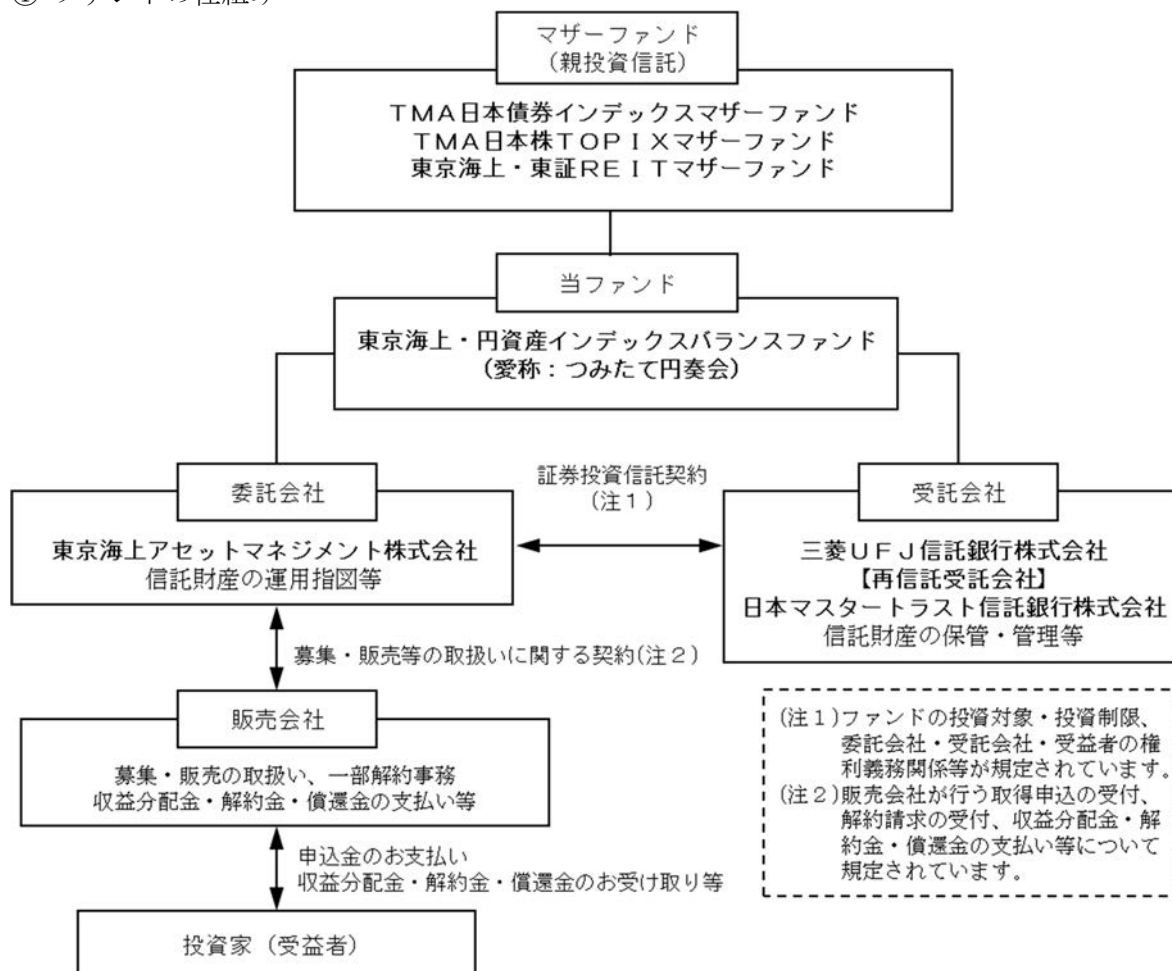 マザーファンド
(親投資信託)
TMA日本債券インデックスマザーファンド
TMA日本株TOPIXマザーファンド
東京海上・東証REITマザーファンド
当ファンド
東京海上・円資産インデックスバランスファンド
(愛称:つみたて円奏会)
委託会社
東京海上アセットマネジメント株式会社
信託財産の運用指図等
証券投資信託契約
(注1)
受託会社
三菱UFJ信託銀行株式会社
【再信託受託会社】
日本マスタートラスト信託銀行株式会社
信託財産の保管・管理等
募集・販売等の取扱いに関する契約(注2)
販売会社
募集・販売の取扱い、一部解約事務
収益分配金・解約金・償還金の支払い等
申込金のお支払い
収益分配金・解約金・償還金のお受け取り等
投資家(受益者)
(注1)ファンドの投資対象・投資制限、
委託会社・受託会社・受益者の権
利義務関係等が規定されています。
(注2)販売会社が行う取得申込の受付、
解約請求の受付、収益分配金・解
約金・償還金の支払い等について
規定されています。